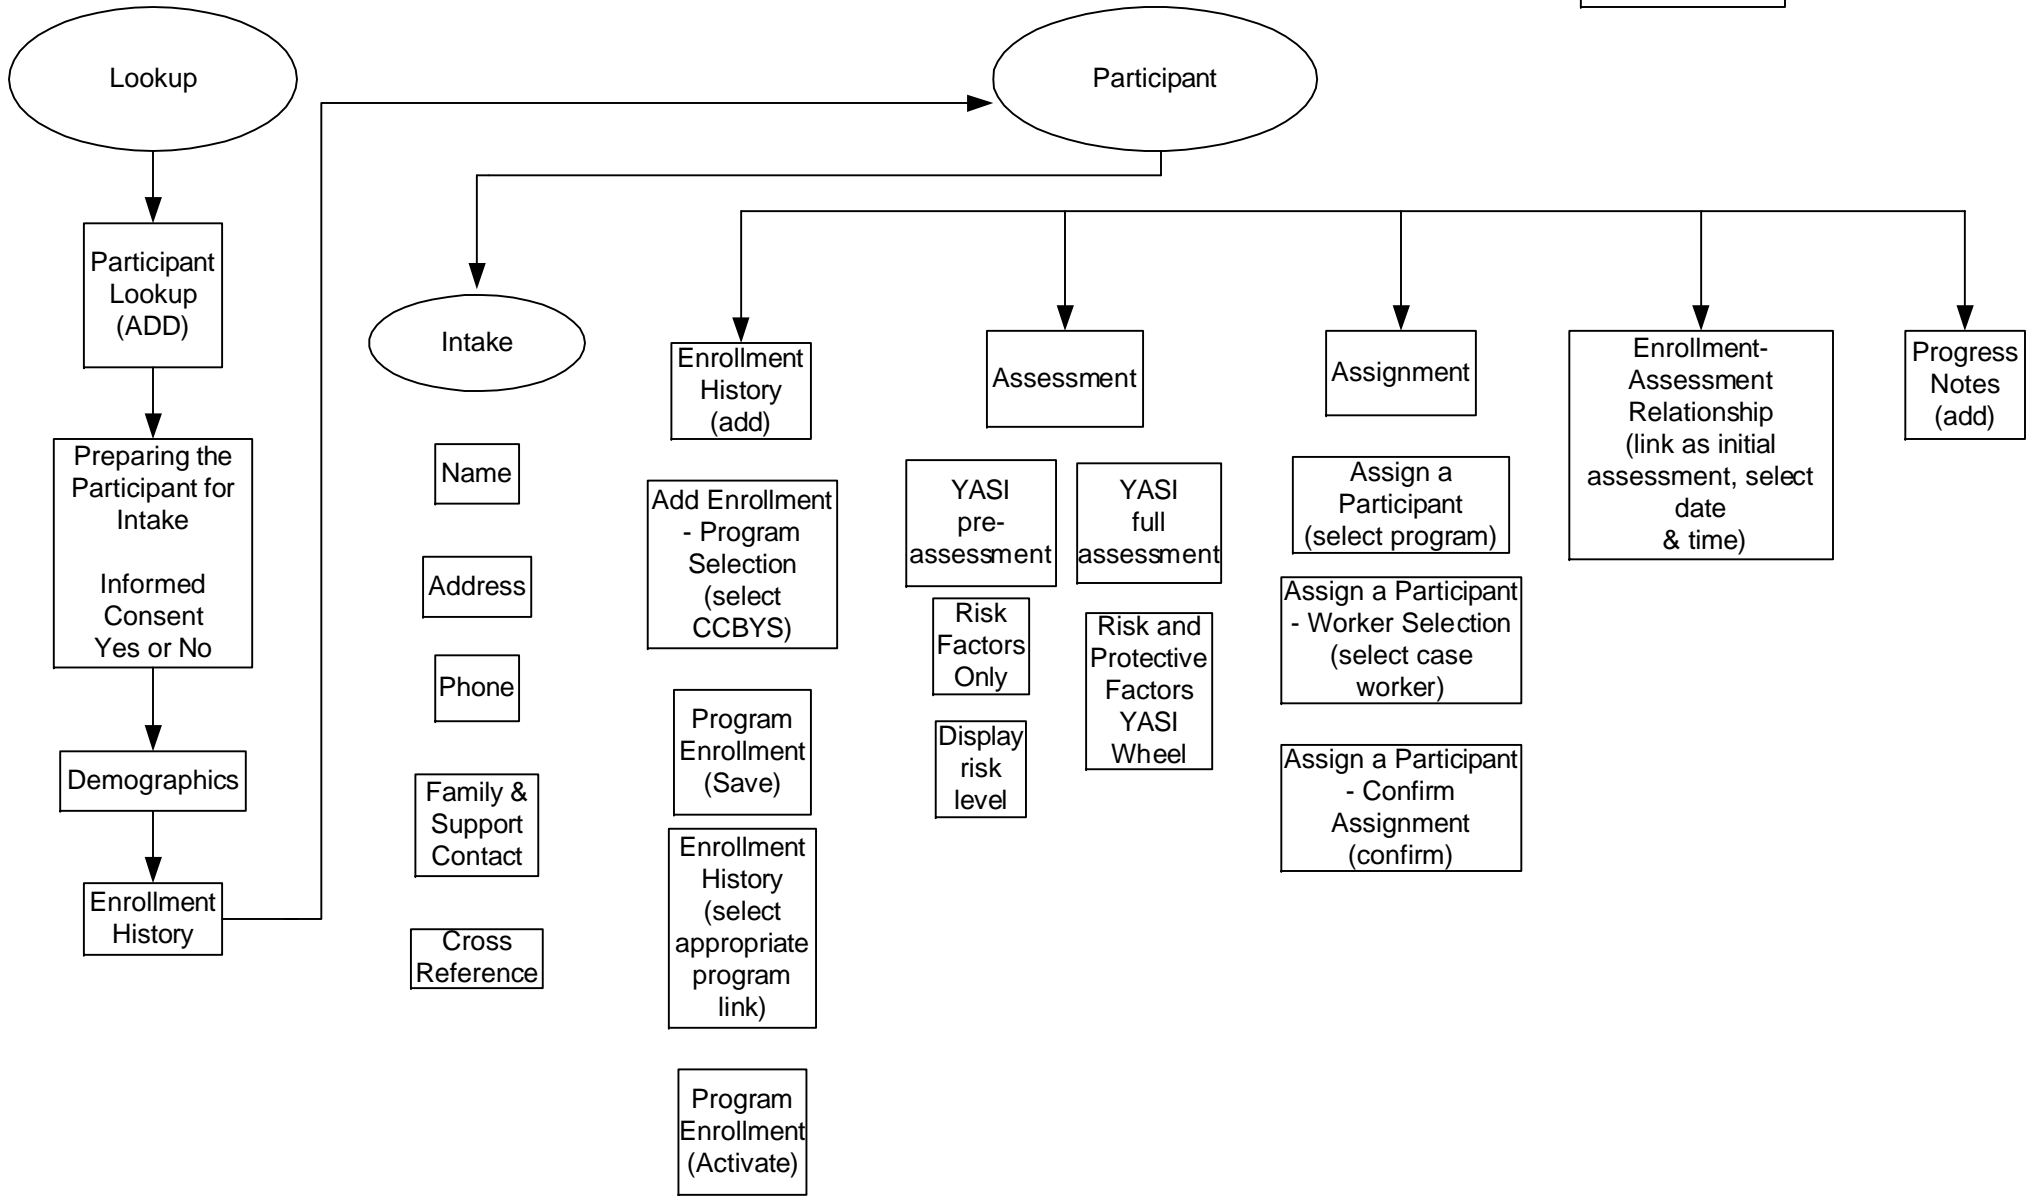 Lookup
Participant
Participant
Lookup
(ADD)
Preparing the
Participant for
Intake
Informed
Consent
Yes or No
Demographics
Enrollment
History
Intake
Name
Address
Phone
Family &
Support
Contact
Cross
Reference
Enrollment
History
(add)
Add Enrollment
- Program
Selection
(select
CCBYS)
Program
Enrollment
(Save)
Enrollment
History
(select
appropriate
program
link)
Program
Enrollment
(Activate)
Assessment
YASI
pre-
assessment
Risk
Factors
Only
Display
risk
level
YASI
full
assessment
Risk and
Protective
Factors
YASI
Wheel
Assignment
Assign a
Participant
(select program)
Assign a Participant
- Worker Selection
(select case
worker)
Assign a Participant
- Confirm
Assignment
(confirm)
Enrollment-
Assessment
Relationship
(link as initial
assessment, select
date
& time)
Progress
Notes
(add)